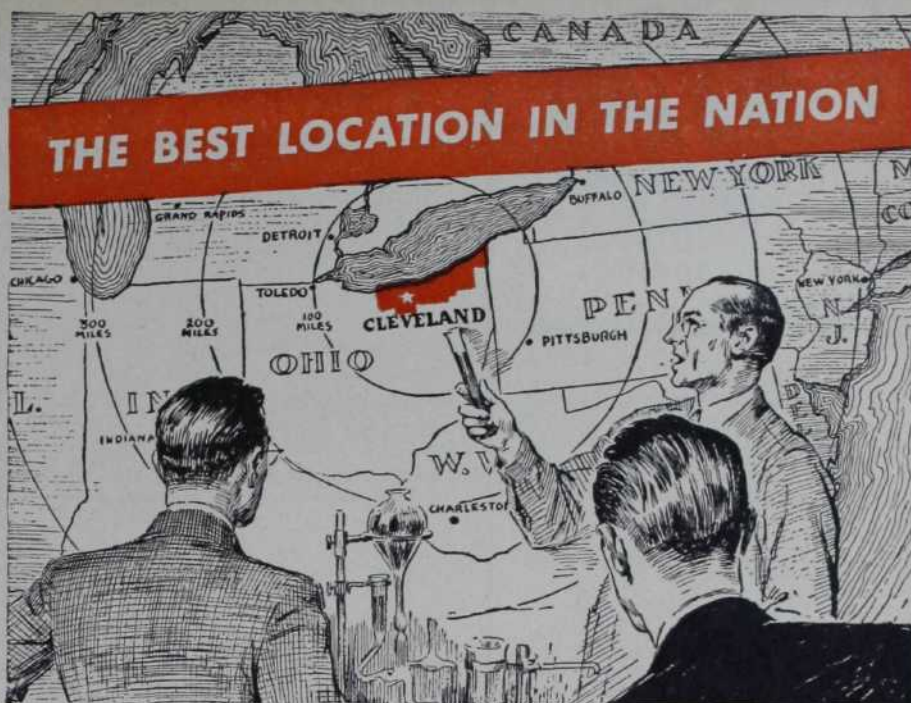 CANADA
THE BEST LOCATION IN THE NATION
NEW YORK
BUFFALO
GRAND RAPIDS
DETROIT
CHICAGO
TOLEDO
NEW YORK
300
MILES
200
MILES
100
MILES
CLEVELAND
PITTSBURGH
N.
J.
OHIO
W. V
CHARLESTO